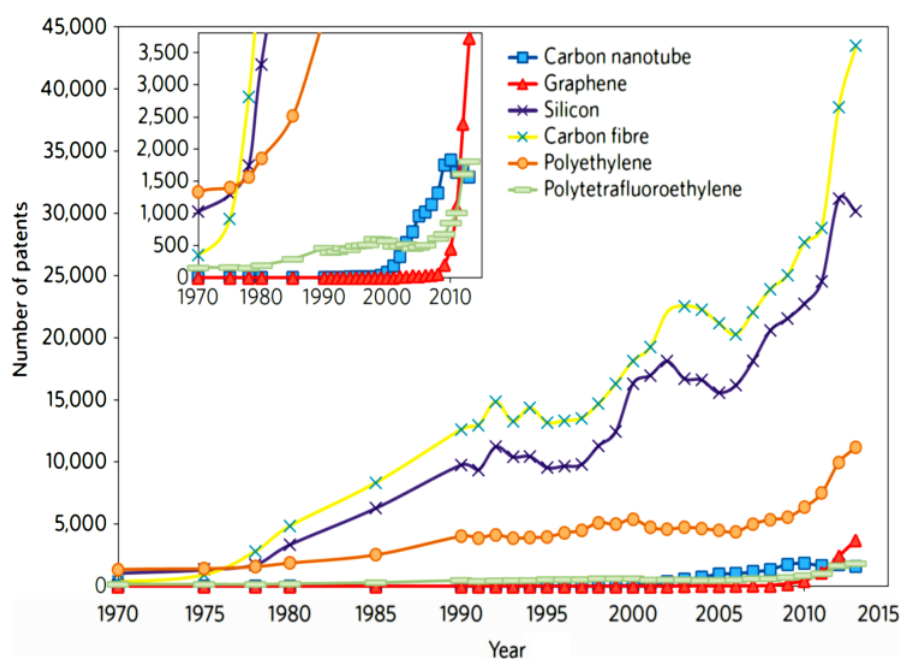 45,000
40,000
35,000
30,000
25,000
20,000
15,000
10,000
5,000
0
Number of patents
3,500
3,000
2,500
2,000
1,500
1,000
500
0
1970 1980 1990 2000 2010
Carbon nanotube
Graphene
Silicon
Carbon fibre
Polyethylene
Polytetrafluoroethylene
1970 1975 1980 1985 1990 1995 2000 2005 2010 2015
Year